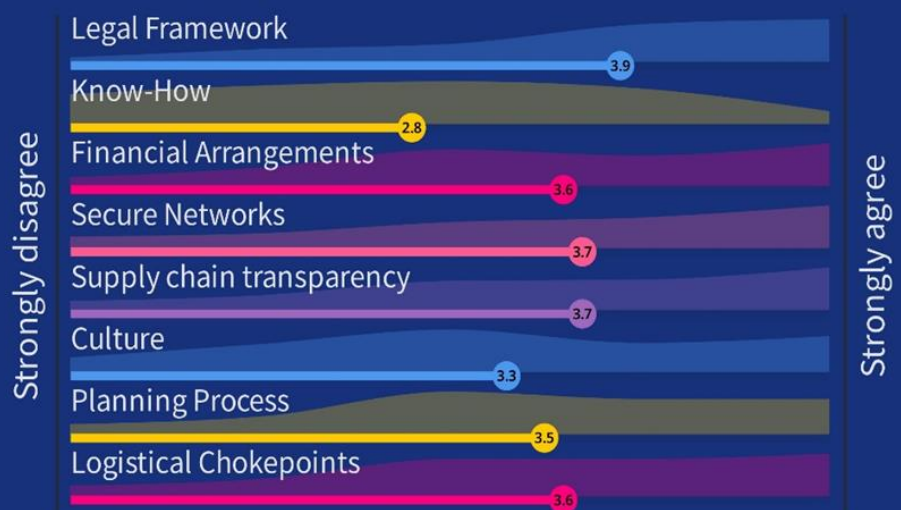 Strongly disagree
Legal Framework
3.9
Know-How
2.8
Financial Arrangements
3.6
Secure Networks
3.7
Supply chain transparency
3.7
Culture
3.3
Planning Process
3.5
Logistical Chokepoints
3.6
Strongly agree